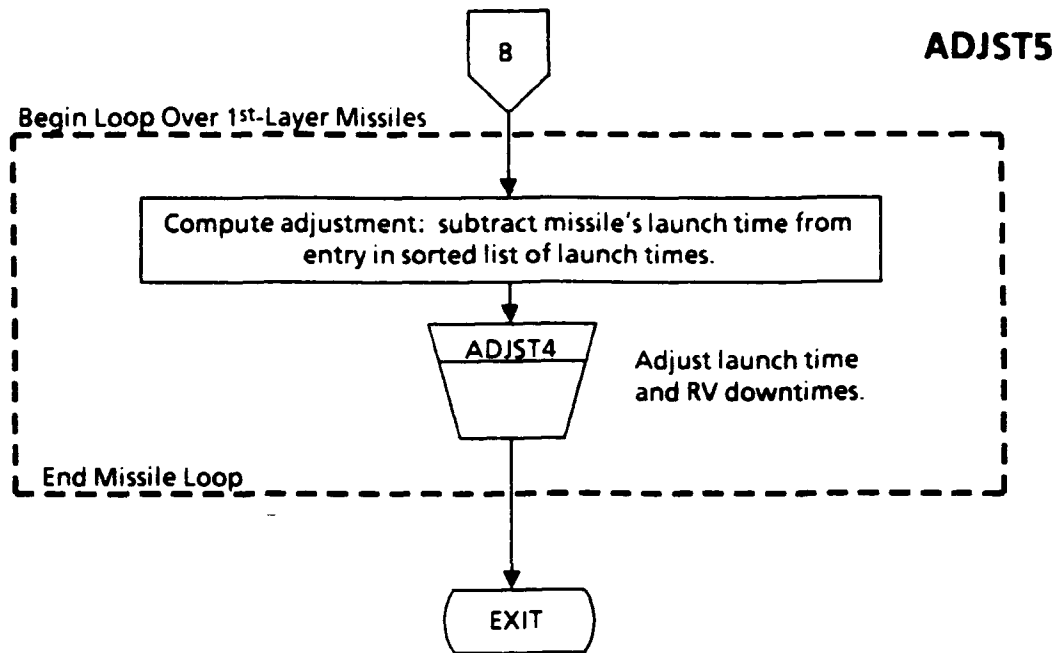 B
ADJST5
Begin Loop Over 1st-Layer Missiles
Compute adjustment: subtract missile's launch time from
entry in sorted list of launch times.
ADJST4
Adjust launch time
and RV downtimes.
End Missile Loop
EXIT